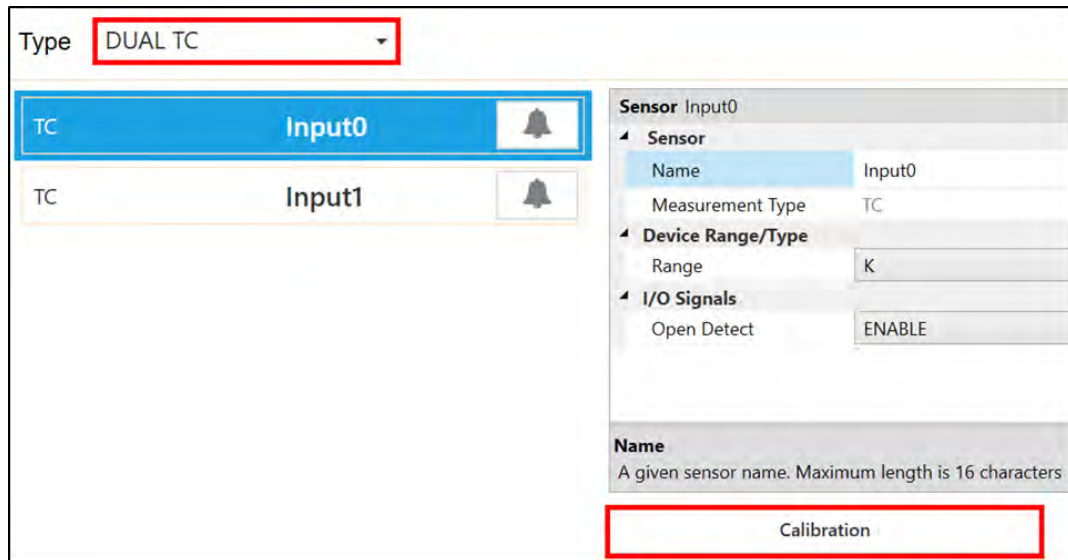 Type DUAL TC
TC Input0
TC Input1
Sensor Input0
Sensor
Name Input0
Measurement Type TC
Device Range/Type
Range K
I/O Signals
Open Detect ENABLE
Name
A given sensor name. Maximum length is 16 characters
Calibration